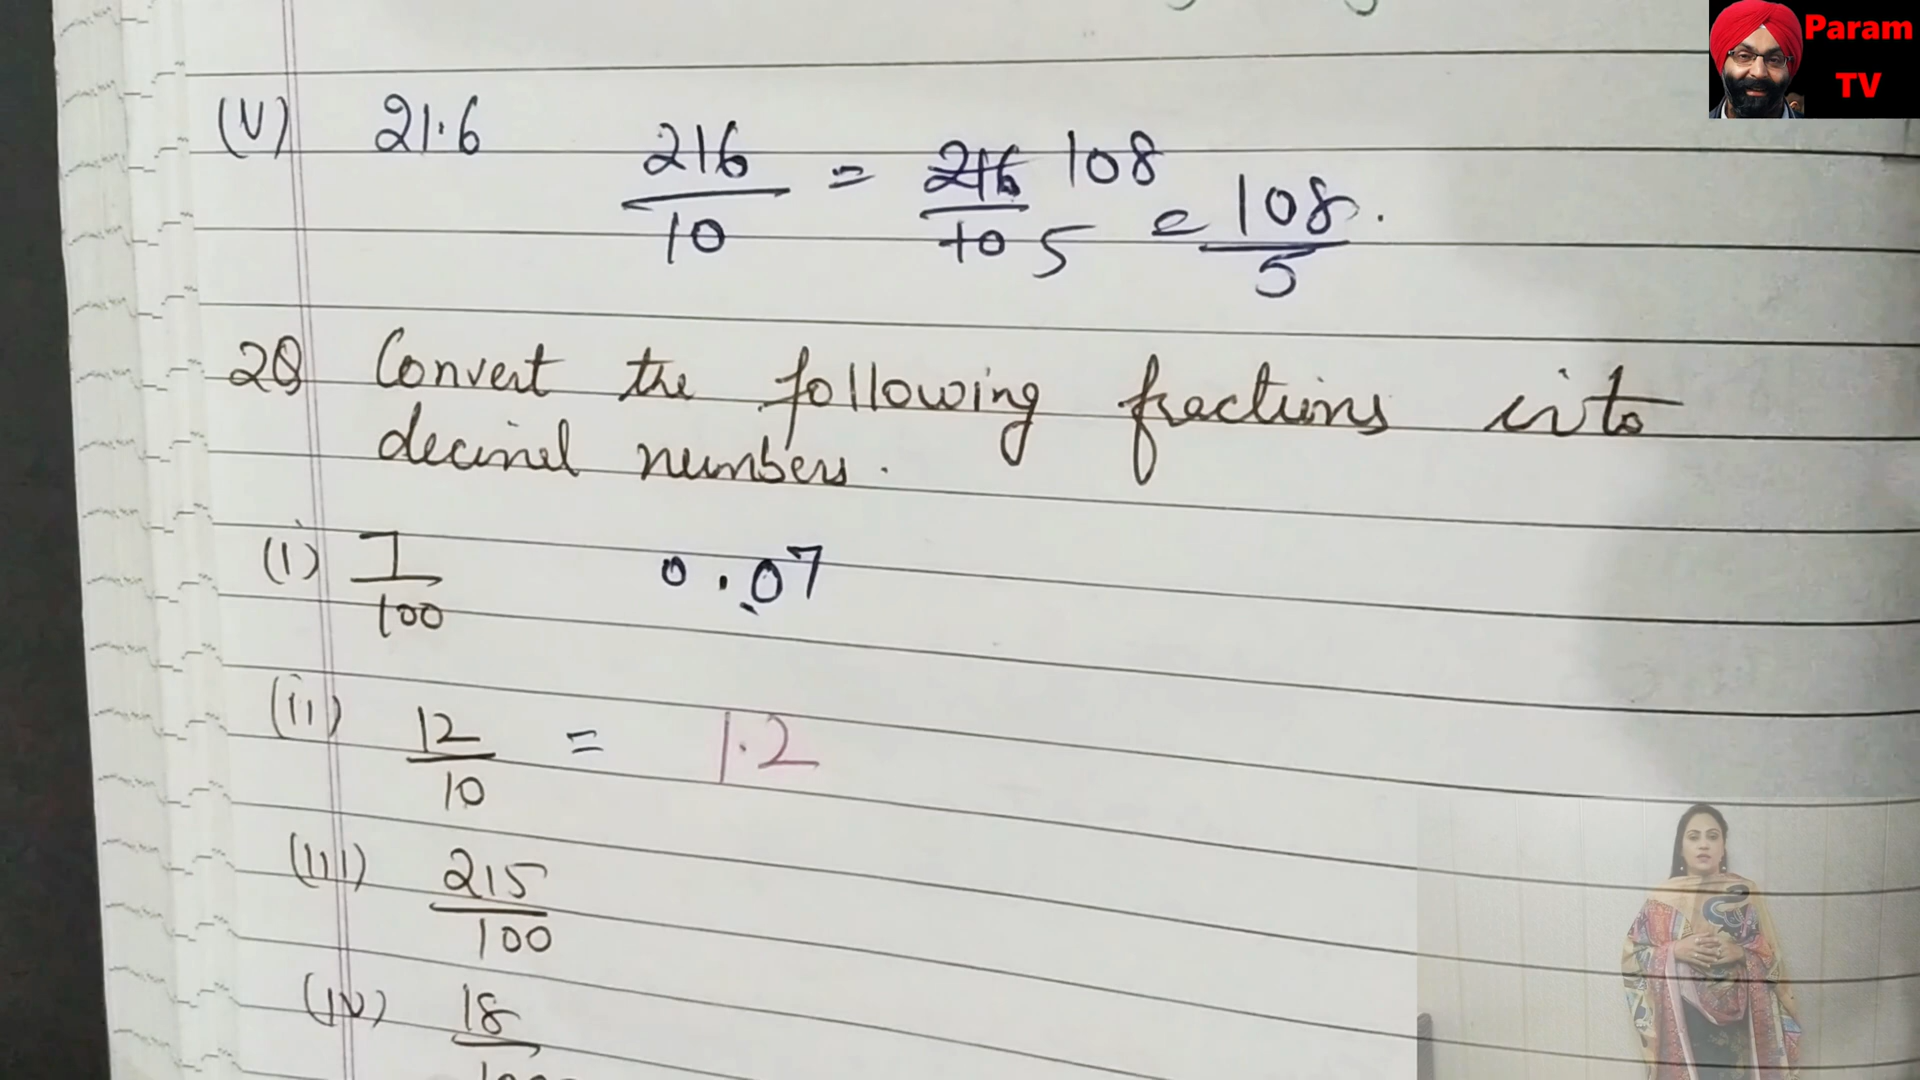 Param
TV
(V) 21.6 216/10 = 216/10 108 5 = 108/5.
2Q Convert the following fractions into
decimal numbers.
(i) 7/100 0.07
(ii) 12/10 = 1.2
(iii) 215/100
(iv) 18